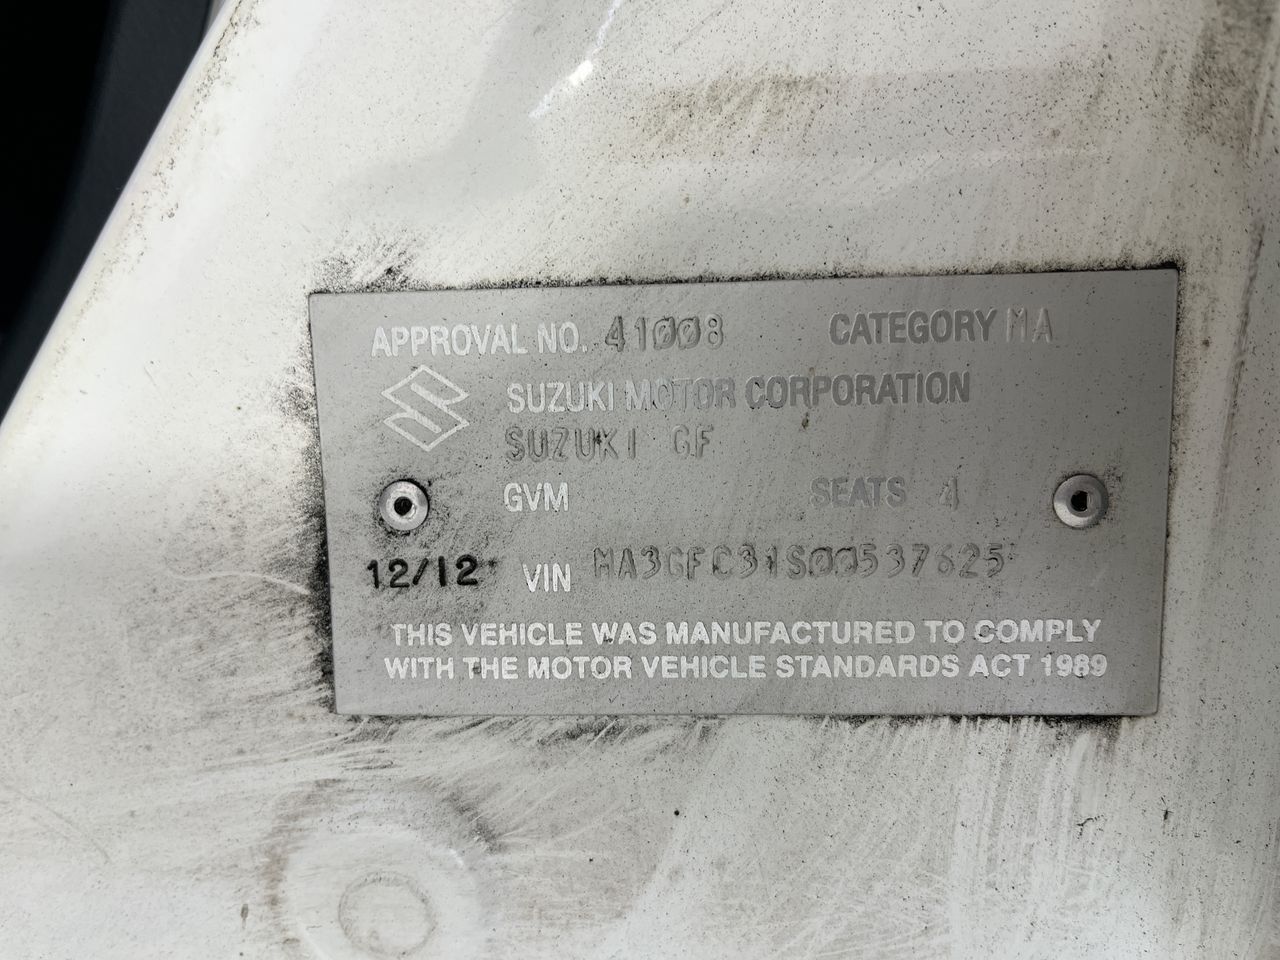 APPROVAL NO. 41008 CATEGORY MA
SUZUKI MOTOR CORPORATION
SUZUKI GF
GVM SEATS 4
12/12 VIN MA3GFC31S00537625
THIS VEHICLE WAS MANUFACTURED TO COMPLY
WITH THE MOTOR VEHICLE STANDARDS ACT 1989